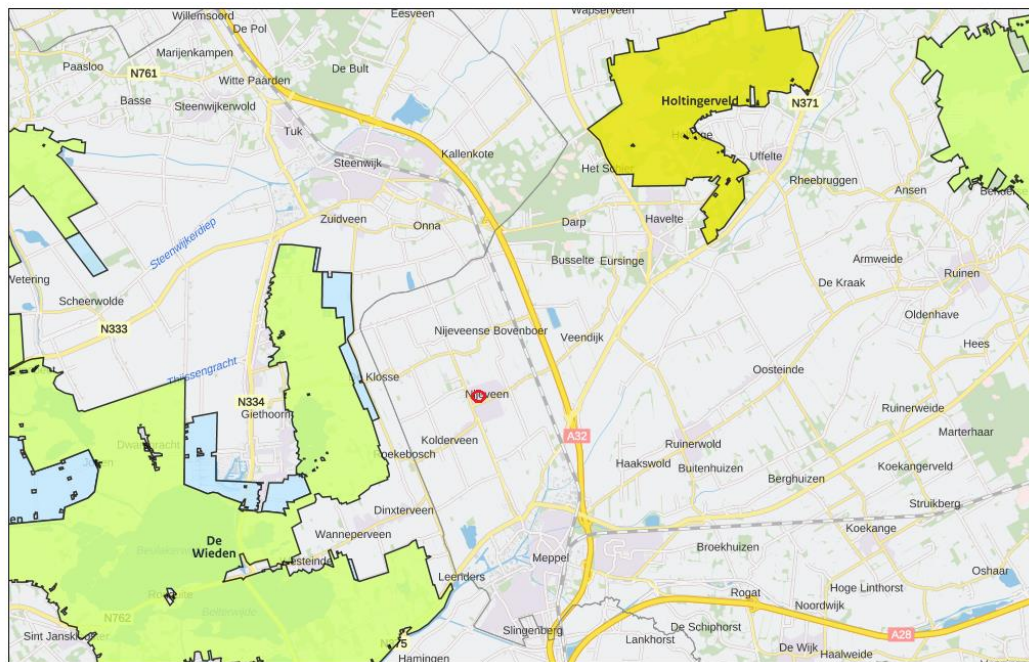 Willemsoord
Eesveen
Wapserveen
De Pol
Marijenkampen
Paasloo
N761
De Bult
Witte Paarden
Basse
Steenwijkerwold
Holtingerveld
N371
Tuk
Kallenkote
Steenwijk
Uffelte
Het
Rheebruggen
Ansen
Zuidveen
Onna
Darp
Havelte
Steenwijkerdiep
Busselte
Eursinge
Armweide
Ruinen
Wetering
De Kraak
Scheerwolde
Oldenhave
N333
Nijeveense Bovenboer
Veendijk
Hees
Thijssengracht
Oosteinde
Klosse
N334
Nijeveen
Giethoorn
Ruinerweide
Marterhaar
Kolderveen
A32
Ruinerwold
Dwarsgracht
Roekebosch
Haakswold
Buitenhuizen
Koekangerveld
Berghuizen
Struikberg
Dinxterveen
Wanneperveen
Koekange
De
Wieden
Meppel
Broekhuizen
Leenders
Oshaar
Hoge Linthorst
Rogat
Noordwijk
N762
Slingenberg
De Schiphorst
A28
Sint Jansklooster
Lankhorst
De Wijk
Haalweide
Hamingen